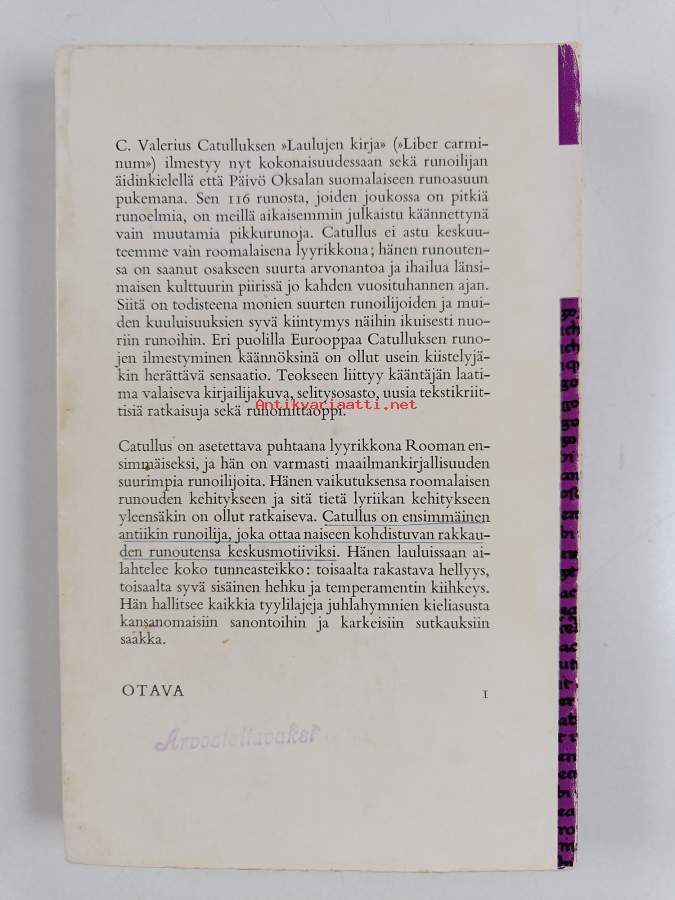 C. Valerius Catulluksen »Laulujen kirja» (»Liber carmi-
num») ilmestyy nyt kokonaisuudessaan sekä runoilijan
äidinkielellä että Päivö Oksalan suomalaiseen runoasuun
pukemana. Sen 116 runosta, joiden joukossa on pitkiä
runoelmia, on meillä aikaisemmin julkaistu käännettynä
vain muutamia pikkurunoja. Catullus ei astu keskuu-
teemme vain roomalaisena lyyrikkona; hänen runouten-
sa on saanut osakseen suurta arvonantoa ja ihailua länsi-
maisen kulttuurin piirissä jo kahden vuosituhannen ajan.
Siitä on todisteena monien suurten runoilijoiden ja mui-
den kuuluisuuksien syvä kiintymys näihin ikuisesti nuo-
riin runoihin. Eri puolilla Eurooppaa Catulluksen runo-
jen ilmestyminen käännöksinä on ollut usein kiistelyjä-
kin herättävä sensaatio. Teokseen liittyy kääntäjän laati-
ma valaiseva kirjailijakuva, selitysosasto, uusia tekstikriit-
Antikvariaatti.net
tisiä ratkaisuja sekä runomittaoppi.
Catullus on asetettava puhtaana lyyrikkona Rooman en-
simmäiseksi, ja hän on varmasti maailmankirjallisuuden
suurimpia runoilijoita. Hänen vaikutuksensa roomalaisen
runouden kehitykseen ja sitä tietä lyriikan kehitykseen
yleensäkin on ollut ratkaiseva. Catullus on ensimmäinen
antiikin runoilija, joka ottaa naiseen kohdistuvan rakkau-
den runoutensa keskusmotiiviksi. Hänen lauluissaan ai-
lahtelee koko tunneasteikko: toisaalta rakastava hellyys,
toisaalta syvä sisäinen hehku ja temperamentin kiihkeys.
Hän hallitsee kaikkia tyylilajeja juhlahymnien kieliasusta
kansanomaisiin sanontoihin ja karkeisiin sutkauksiin
saakka.
OTAVA 1
Arvosteltavaksi